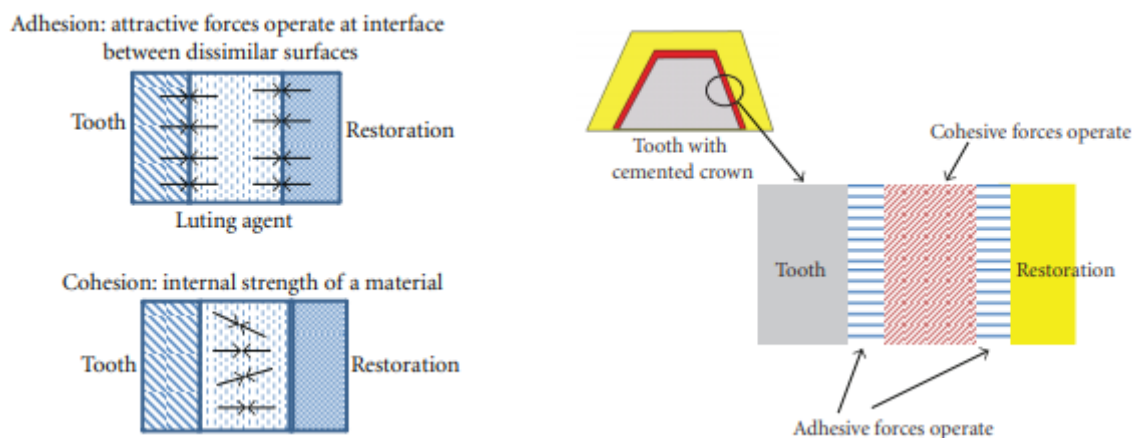 Adhesion: attractive forces operate at interface
between dissimilar surfaces
Tooth
Restoration
Luting agent
Cohesion: internal strength of a material
Tooth
Restoration
Tooth with
cemented crown
Cohesive forces operate
Tooth
Restoration
Adhesive forces operate